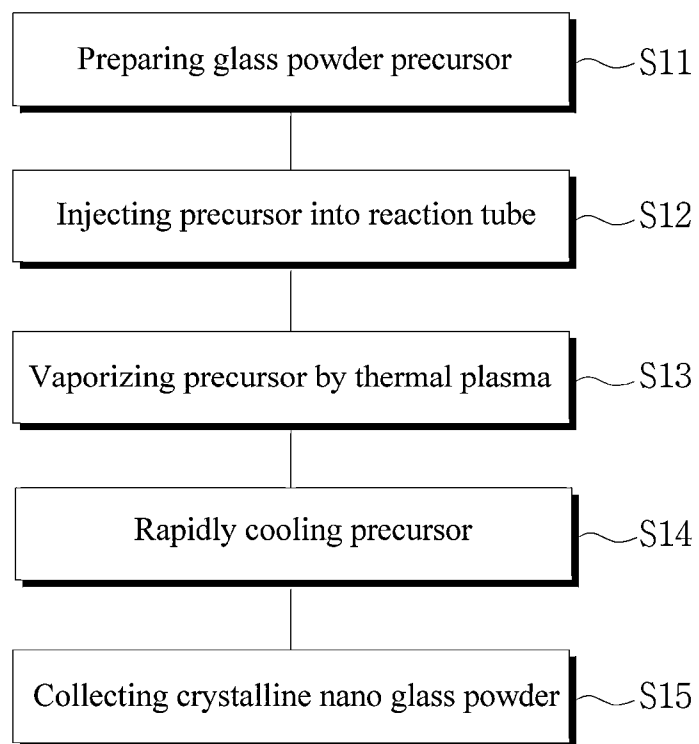 Preparing glass powder precursor S11
Injecting precursor into reaction tube S12
Vaporizing precursor by thermal plasma S13
Rapidly cooling precursor S14
Collecting crystalline nano glass powder S15